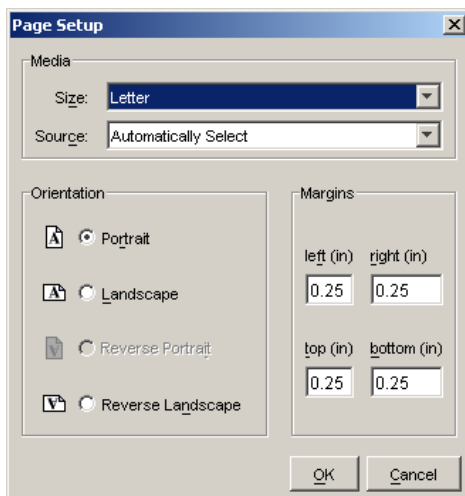 Page Setup
Media
Size: Letter
Source: Automatically Select
Orientation
Portrait
Landscape
Reverse Portrait
Reverse Landscape
Margins
left (in) right (in)
0.25 0.25
top (in) bottom (in)
0.25 0.25
OK Cancel